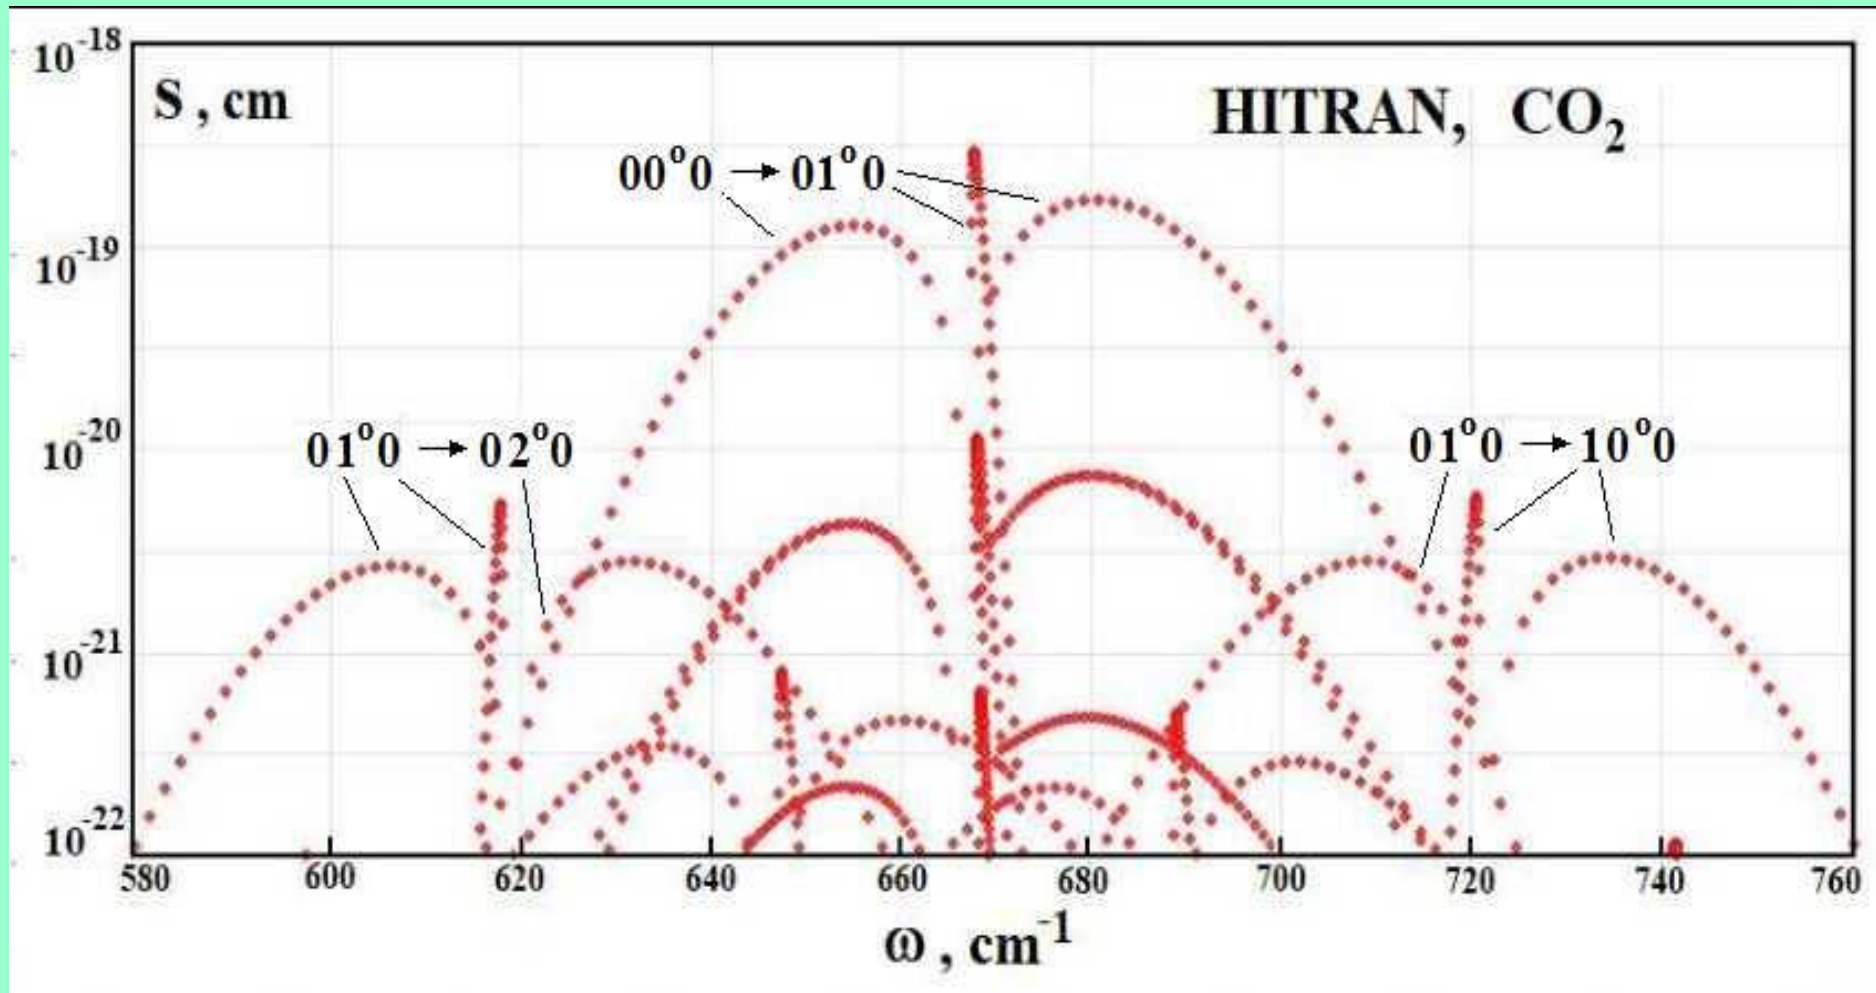 10⁻¹⁸
S , cm
HITRAN, CO₂
00°0 → 01°0
10⁻¹⁹
10⁻²⁰
01°0 → 02°0
01°0 → 10°0
10⁻²¹
10⁻²²
580 600 620 640 660 680 700 720 740 760
ω , cm⁻¹